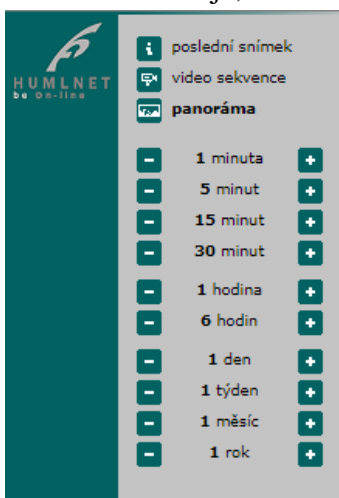 HUMLNET
be On-line
i poslední snímek
video sekvence
panoráma
- 1 minuta +
- 5 minut +
- 15 minut +
- 30 minut +
- 1 hodina +
- 6 hodin +
- 1 den +
- 1 týden +
- 1 měsíc +
- 1 rok +